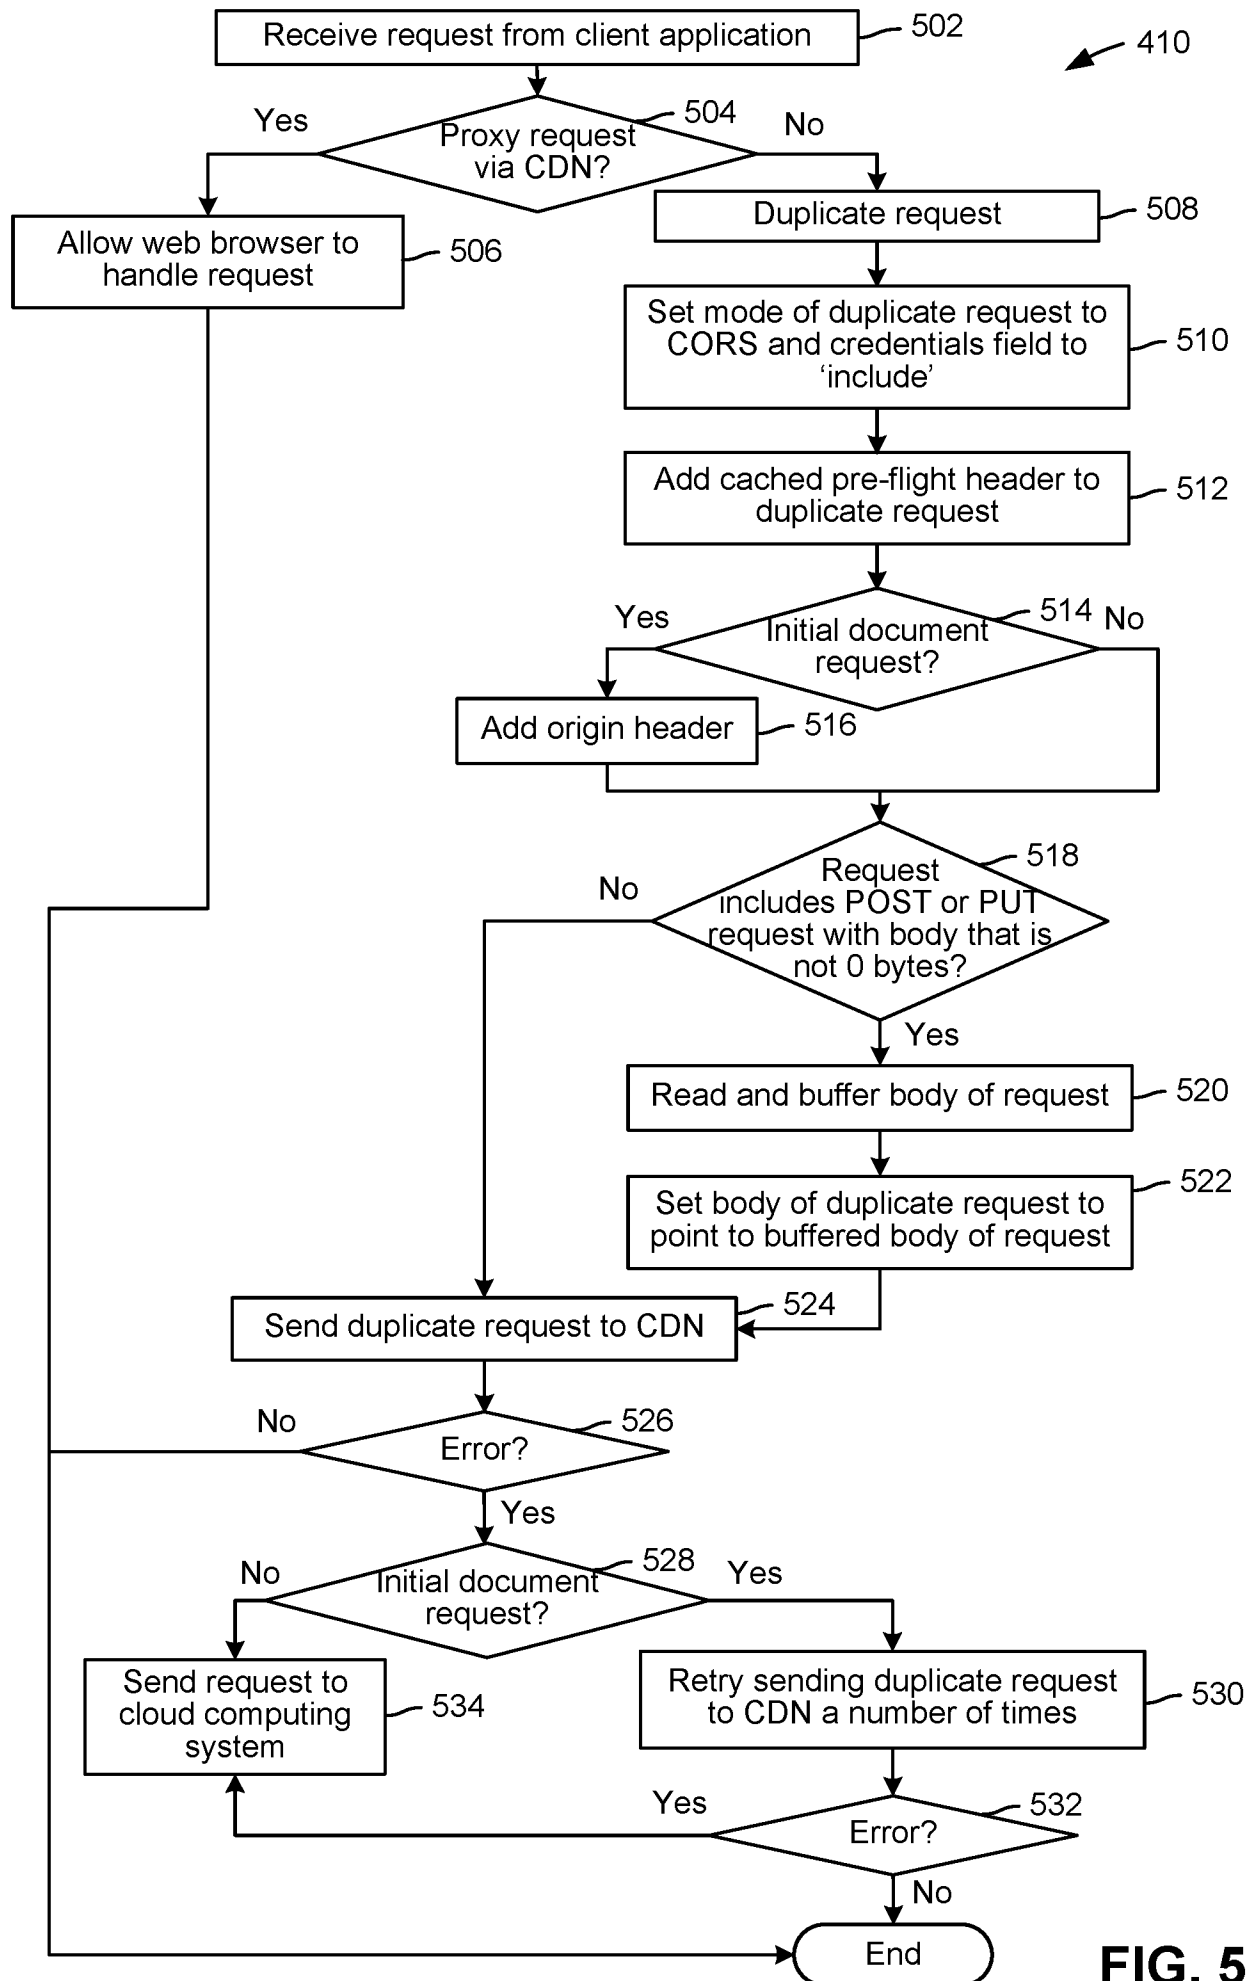 Receive request from client application
502
410
504
Yes
Proxy request
via CDN?
No
Allow web browser to
handle request
506
Duplicate request
508
Set mode of duplicate request to
CORS and credentials field to
‘include’
510
Add cached pre-flight header to
duplicate request
512
514
Yes
Initial document
request?
No
Add origin header
516
518
No
Request
includes POST or PUT
request with body that is
not 0 bytes?
Yes
Read and buffer body of request
520
Set body of duplicate request to
point to buffered body of request
522
Send duplicate request to CDN
524
No
Error?
526
Yes
528
No
Initial document
request?
Yes
Send request to
cloud computing
system
534
Retry sending duplicate request
to CDN a number of times
530
Yes
Error?
532
No
End
FIG. 5